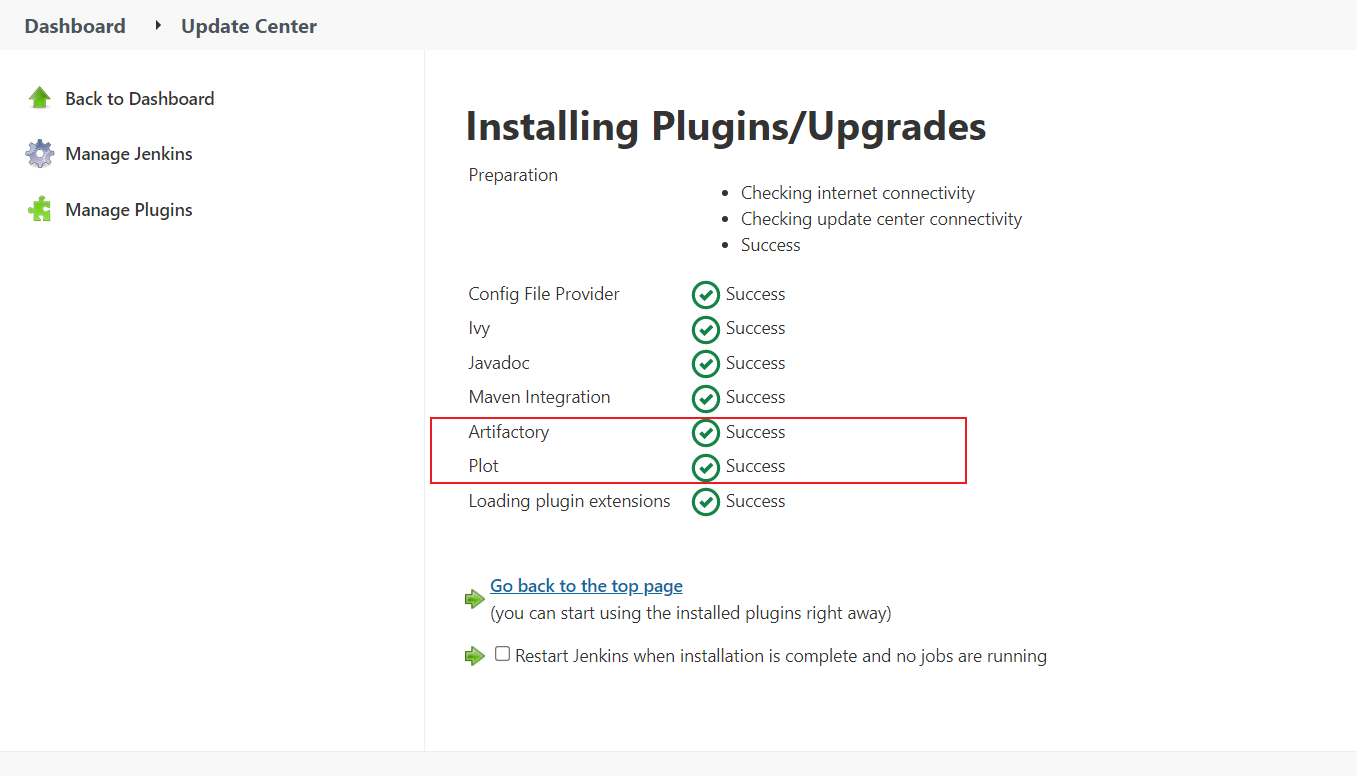 Dashboard Update Center
Back to Dashboard
Manage Jenkins
Manage Plugins
Installing Plugins/Upgrades
Preparation
Checking internet connectivity
Checking update center connectivity
Success
Config File Provider Success
Ivy Success
Javadoc Success
Maven Integration Success
Artifactory Success
Plot Success
Loading plugin extensions Success
Go back to the top page
(you can start using the installed plugins right away)
Restart Jenkins when installation is complete and no jobs are running